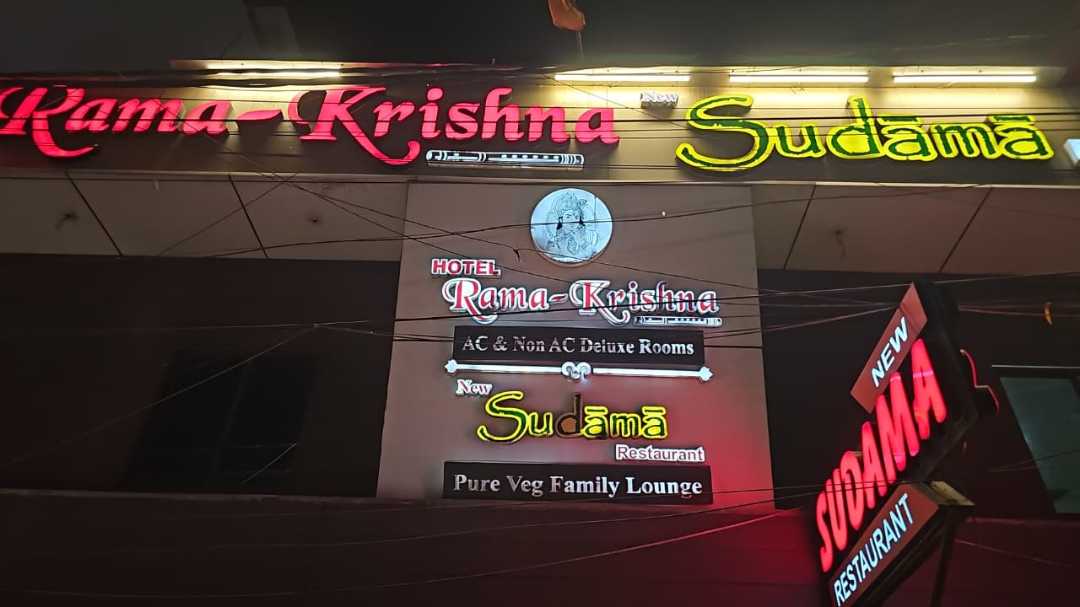 Rama-Krishna
New
Sudāmā
HOTEL
Rama-Krishna
AC & Non AC Deluxe Rooms
New
Sudāmā
Restaurant
Pure Veg Family Lounge
NEW
SUDAMA
RESTAURANT